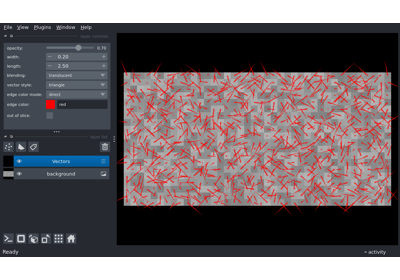 File View Plugins Window Help
opacity: 0.70
width: 0.20
length: 2.50
blending: translucent
vector style: triangle
edge color mode: direct
edge color: red
out of slice:
Vectors
background
Ready
activity